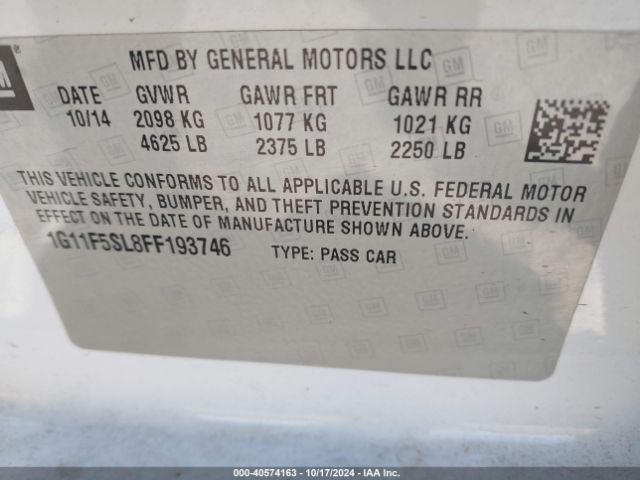 GM ®
MFD BY GENERAL MOTORS LLC
DATE GVWR GAWR FRT GAWR RR
10/14 2098 KG 1077 KG 1021 KG
4625 LB 2375 LB 2250 LB
THIS VEHICLE CONFORMS TO ALL APPLICABLE U.S. FEDERAL MOTOR
VEHICLE SAFETY, BUMPER, AND THEFT PREVENTION STANDARDS IN
EFFECT ON THE DATE OF MANUFACTURE SHOWN ABOVE.
1G11F5SL8FF193746 TYPE: PASS CAR
000-40574163 - 10/17/2024 - IAA Inc.